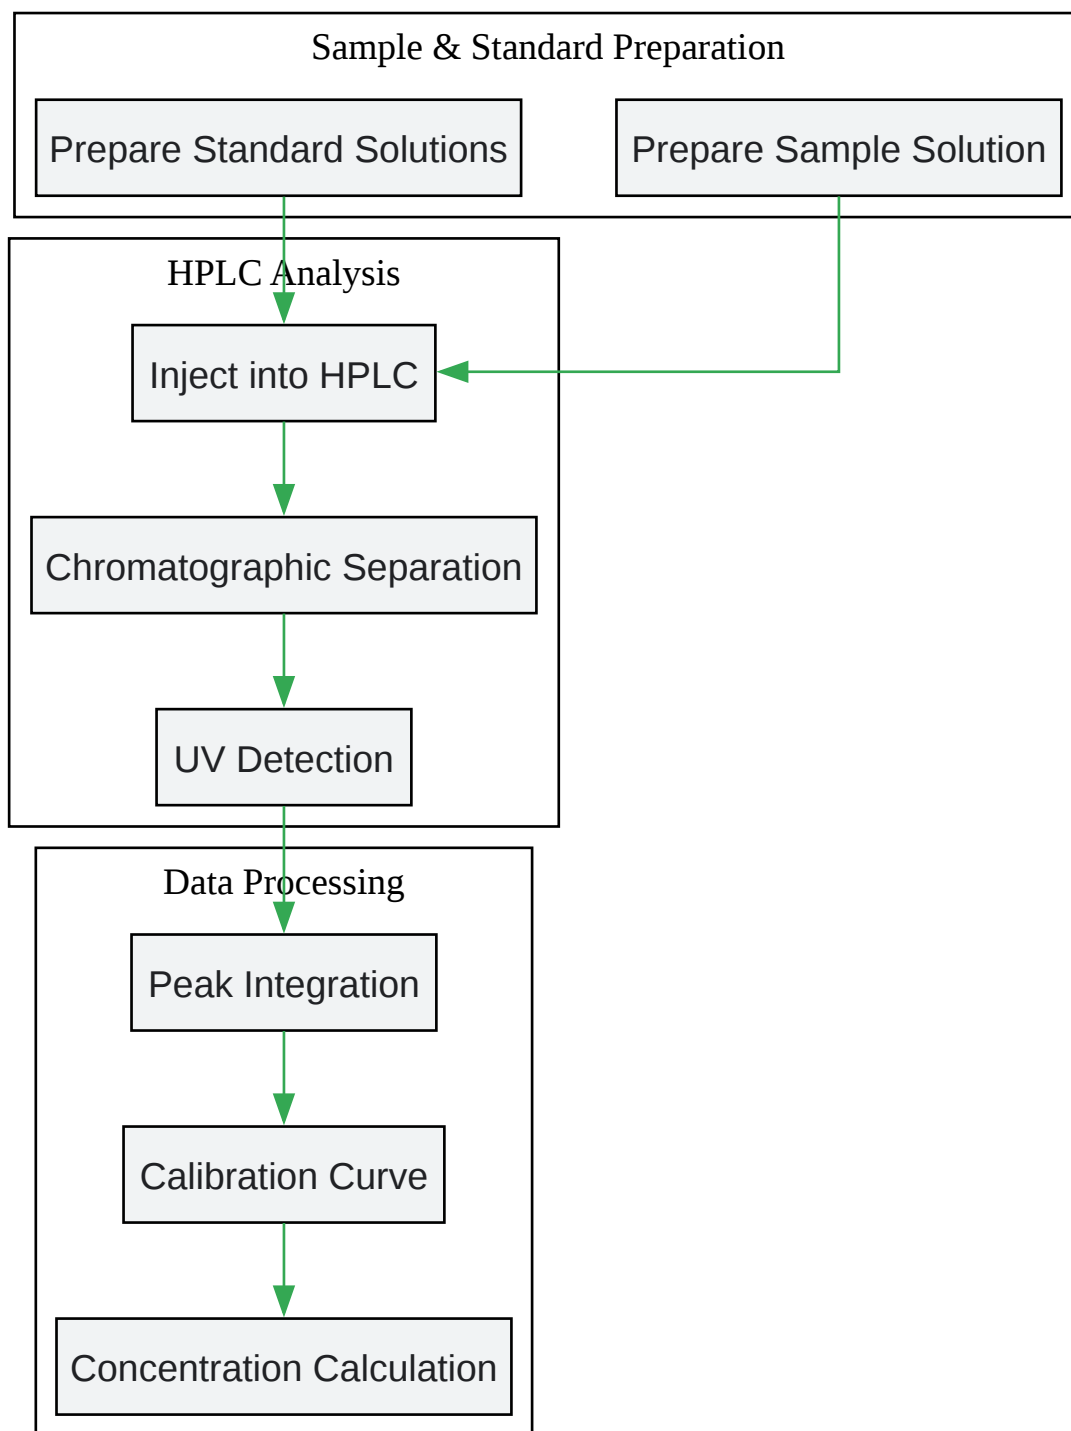 Sample & Standard Preparation
Prepare Standard Solutions
Prepare Sample Solution
HPLC Analysis
Inject into HPLC
Chromatographic Separation
UV Detection
Data Processing
Peak Integration
Calibration Curve
Concentration Calculation